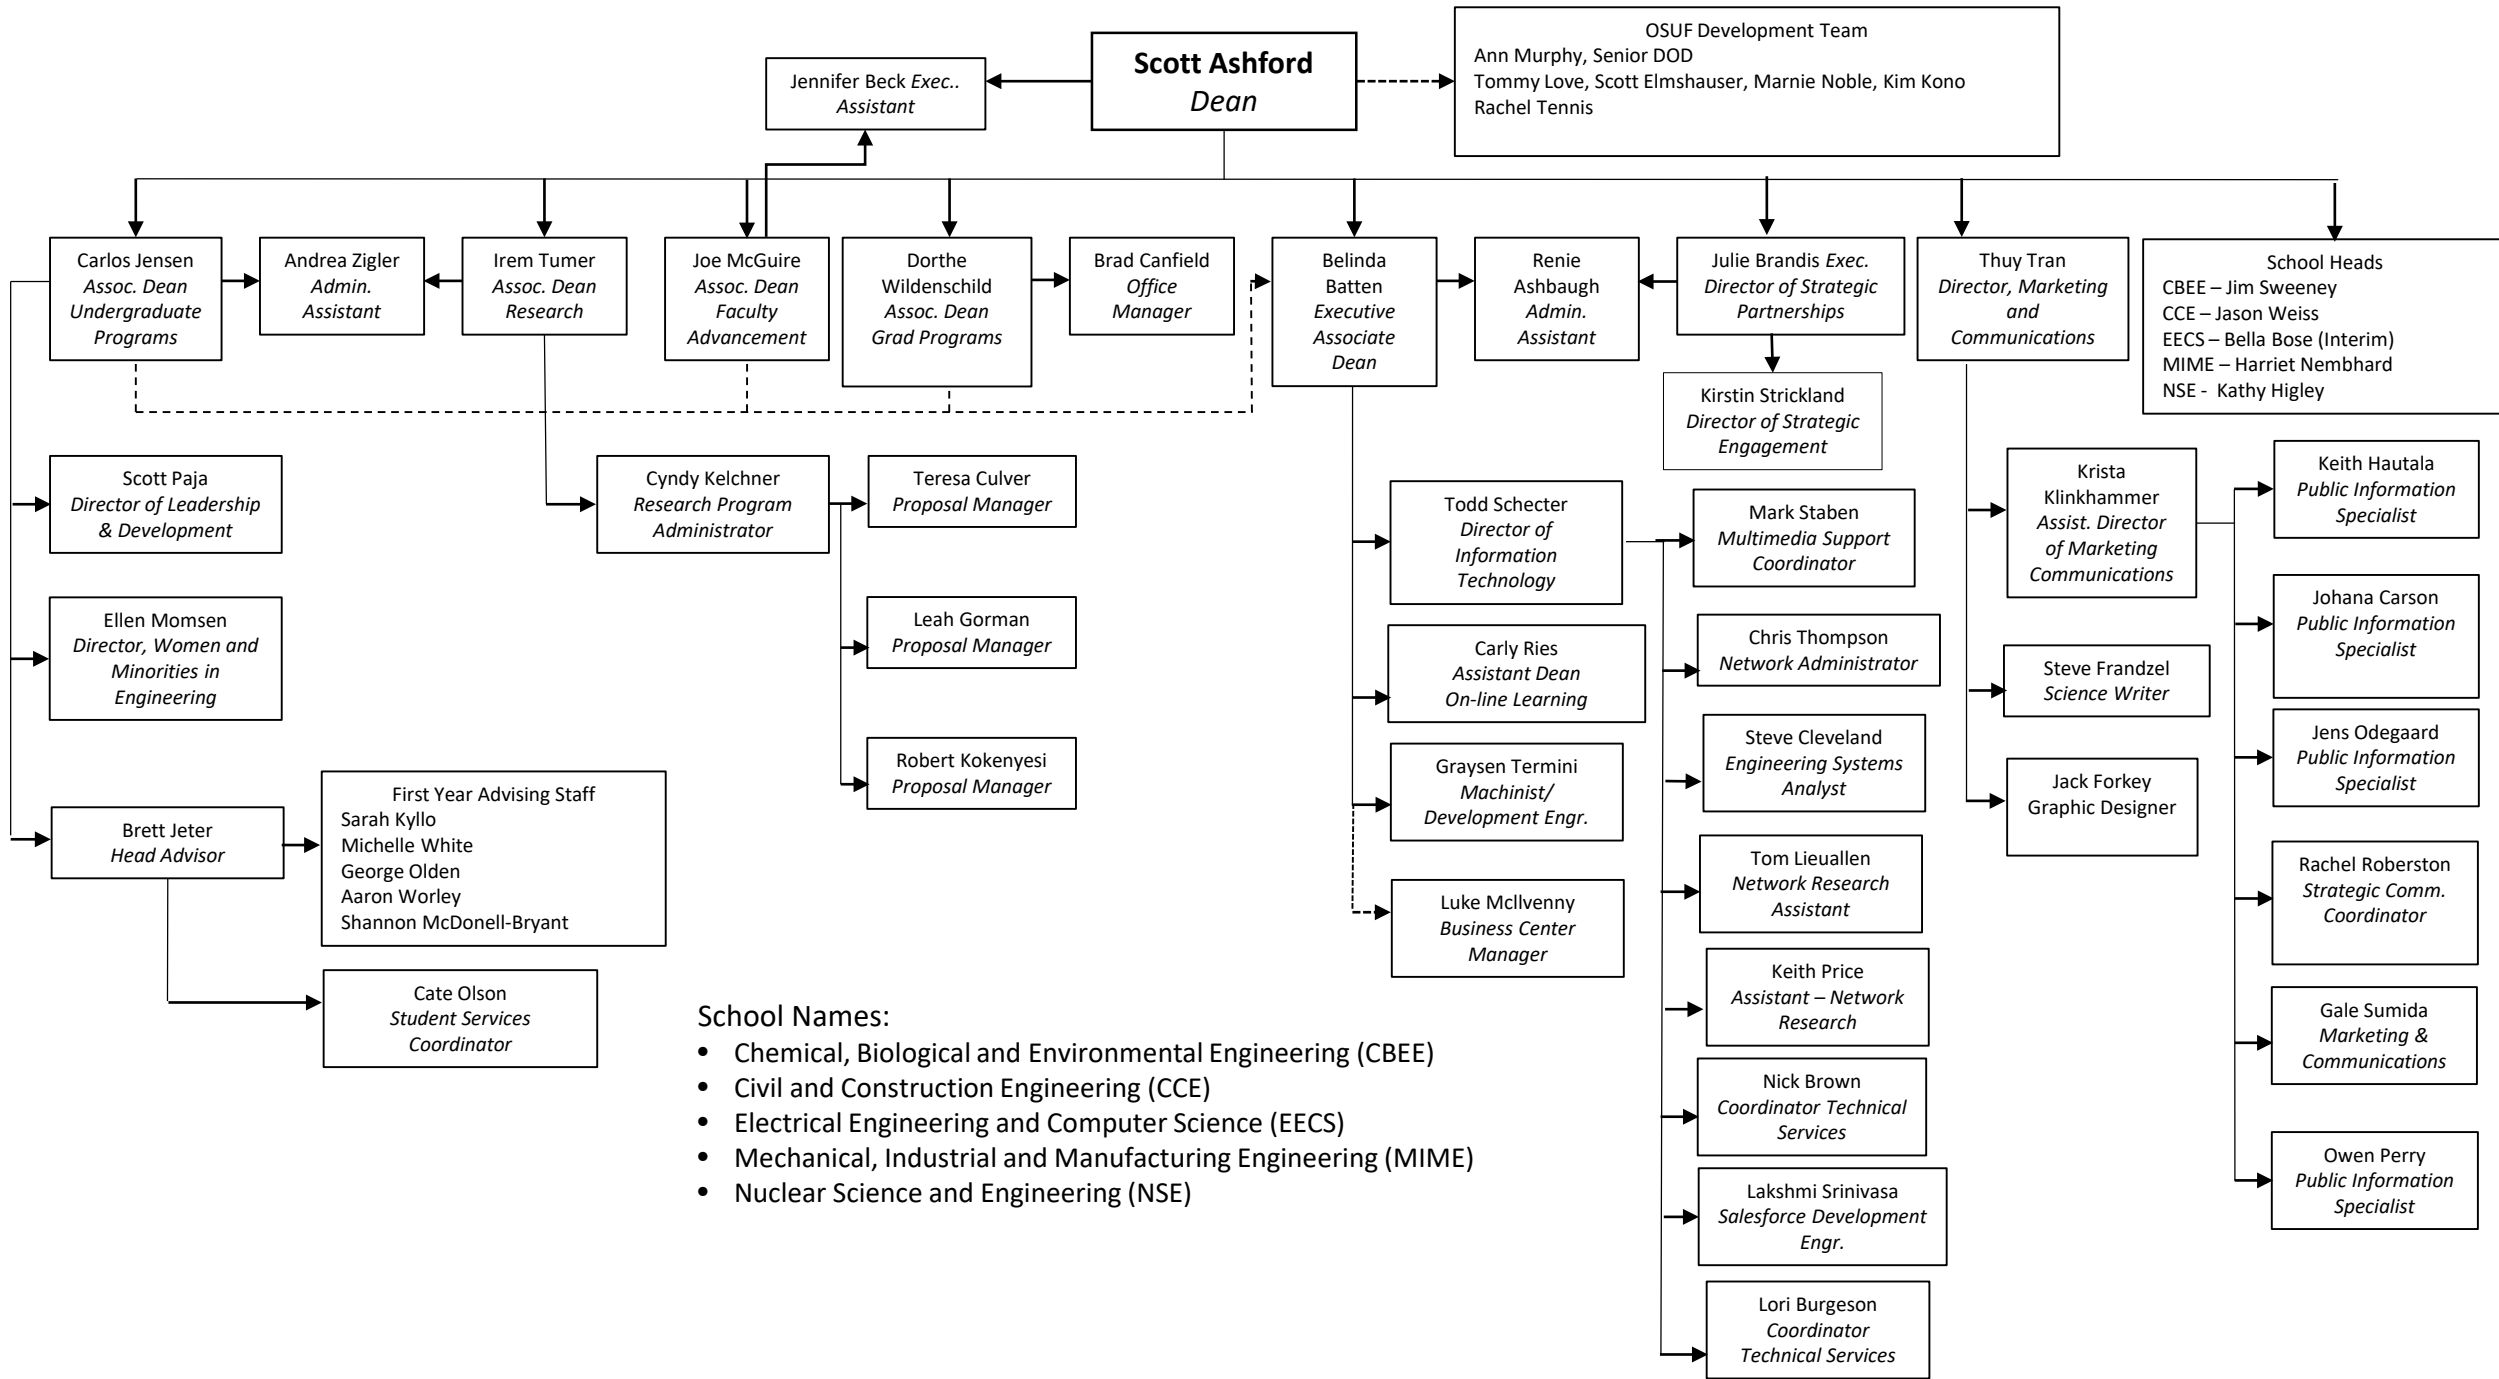 Scott Ashford
Dean
OSUF Development Team
Ann Murphy, Senior DOD
Tommy Love, Scott Elmshauser, Marnie Noble, Kim Kono
Rachel Tennis
Jennifer Beck Exec..
Assistant
Carlos Jensen
Assoc. Dean
Undergraduate
Programs
Andrea Zigler
Admin.
Assistant
Irem Tumer
Assoc. Dean
Research
Joe McGuire
Assoc. Dean
Faculty
Advancement
Dorthe
Wildenschild
Assoc. Dean
Grad Programs
Brad Canfield
Office
Manager
Belinda
Batten
Executive
Associate
Dean
Renie
Ashbaugh
Admin.
Assistant
Julie Brandis Exec.
Director of Strategic
Partnerships
Thuy Tran
Director, Marketing
and
Communications
School Heads
CBEE – Jim Sweeney
CCE – Jason Weiss
EECS – Bella Bose (Interim)
MIME – Harriet Nembhard
NSE - Kathy Higley
Kirstin Strickland
Director of Strategic
Engagement
Scott Paja
Director of Leadership
& Development
Ellen Momsen
Director, Women and
Minorities in
Engineering
Brett Jeter
Head Advisor
First Year Advising Staff
Sarah Kyllo
Michelle White
George Olden
Aaron Worley
Shannon McDonell-Bryant
Cate Olson
Student Services
Coordinator
Cyndy Kelchner
Research Program
Administrator
Teresa Culver
Proposal Manager
Leah Gorman
Proposal Manager
Robert Kokenyesi
Proposal Manager
Todd Schecter
Director of
Information
Technology
Carly Ries
Assistant Dean
On-line Learning
Graysen Termini
Machinist/
Development Engr.
Luke McIlvenny
Business Center
Manager
Mark Staben
Multimedia Support
Coordinator
Chris Thompson
Network Administrator
Steve Cleveland
Engineering Systems
Analyst
Tom Lieuallen
Network Research
Assistant
Keith Price
Assistant – Network
Research
Nick Brown
Coordinator Technical
Services
Lakshmi Srinivasa
Salesforce Development
Engr.
Lori Burgeson
Coordinator
Technical Services
Krista
Klinkhammer
Assist. Director
of Marketing
Communications
Steve Frandzel
Science Writer
Jack Forkey
Graphic Designer
Keith Hautala
Public Information
Specialist
Johana Carson
Public Information
Specialist
Jens Odegaard
Public Information
Specialist
Rachel Roberston
Strategic Comm.
Coordinator
Gale Sumida
Marketing &
Communications
Owen Perry
Public Information
Specialist
School Names:
• Chemical, Biological and Environmental Engineering (CBEE)
• Civil and Construction Engineering (CCE)
• Electrical Engineering and Computer Science (EECS)
• Mechanical, Industrial and Manufacturing Engineering (MIME)
• Nuclear Science and Engineering (NSE)